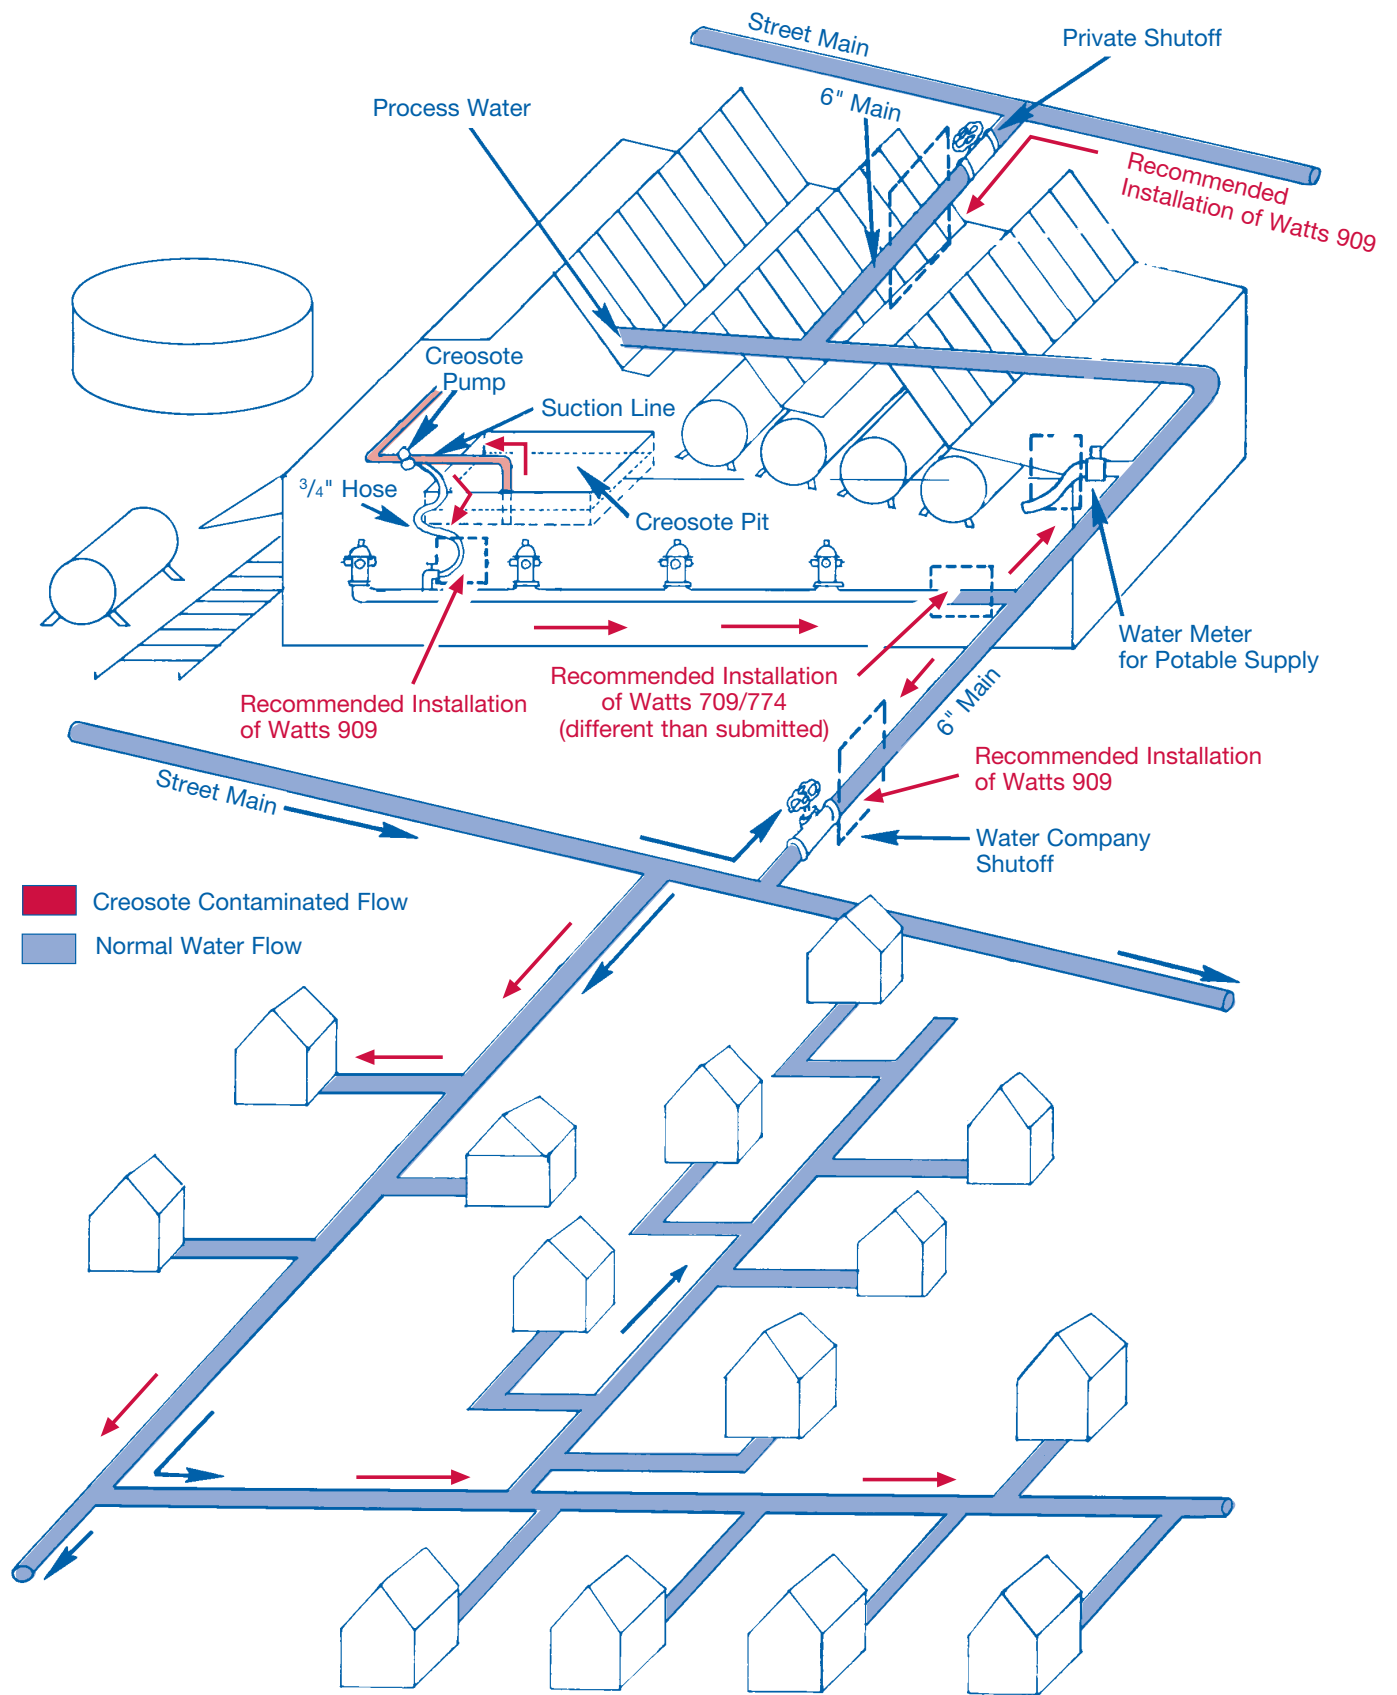 Street Main
Private Shutoff
6" Main
Process Water
Recommended
Installation of Watts 909
Creosote
Pump
Suction Line
3/4" Hose
Creosote Pit
Water Meter
for Potable Supply
Recommended Installation
of Watts 709/774
(different than submitted)
Recommended Installation
of Watts 909
6" Main
Recommended Installation
of Watts 909
Street Main
Water Company
Shutoff
Creosote Contaminated Flow
Normal Water Flow